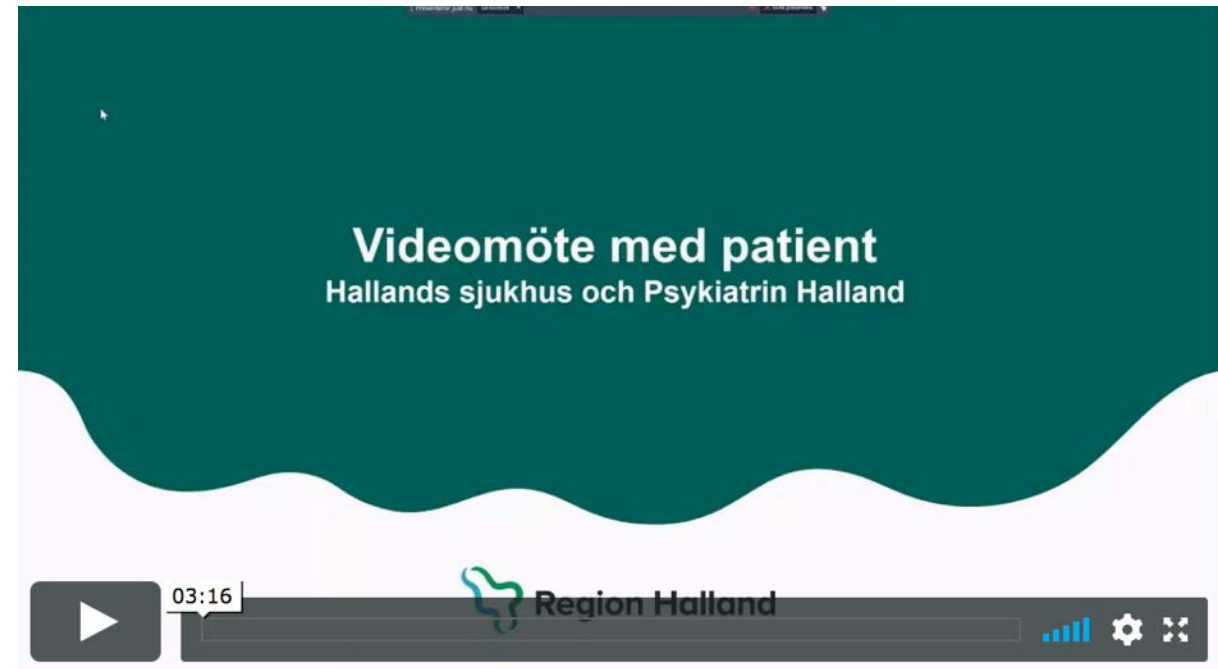 Videomöte med patient
Hallands sjukhus och Psykiatrin Halland
03:16
Region Halland